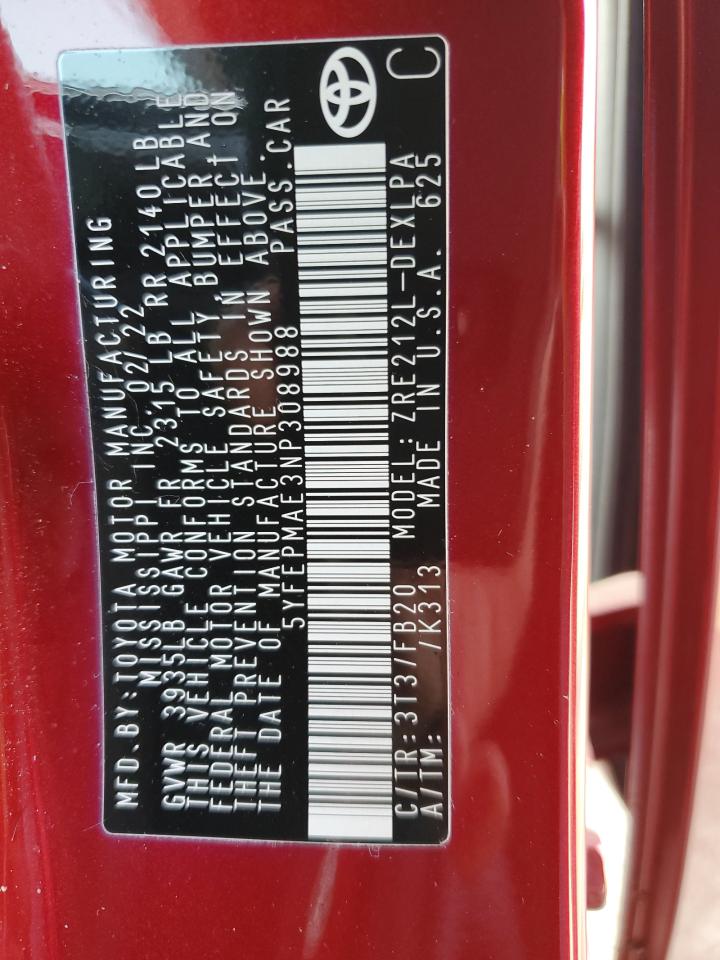 MFD.BY:TOYOTA MOTOR MANUFACTURING
MISSISSIPPI INC. 02/22
GVWR 3935LB GAWR FR 2315LB RR 2140LB
THIS VEHICLE CONFORMS TO ALL APPLICABLE
FEDERAL MOTOR VEHICLE SAFETY, BUMPER AND
THEFT PREVENTION STANDARDS IN EFFECT ON
THE DATE OF MANUFACTURE SHOWN ABOVE.
5YFEPMAE3NP308988 PASS.CAR
C/TR:3T3/FB20 MODEL:ZRE212L-DEXLPA C
A/TM: /K313 MADE IN U.S.A. 625